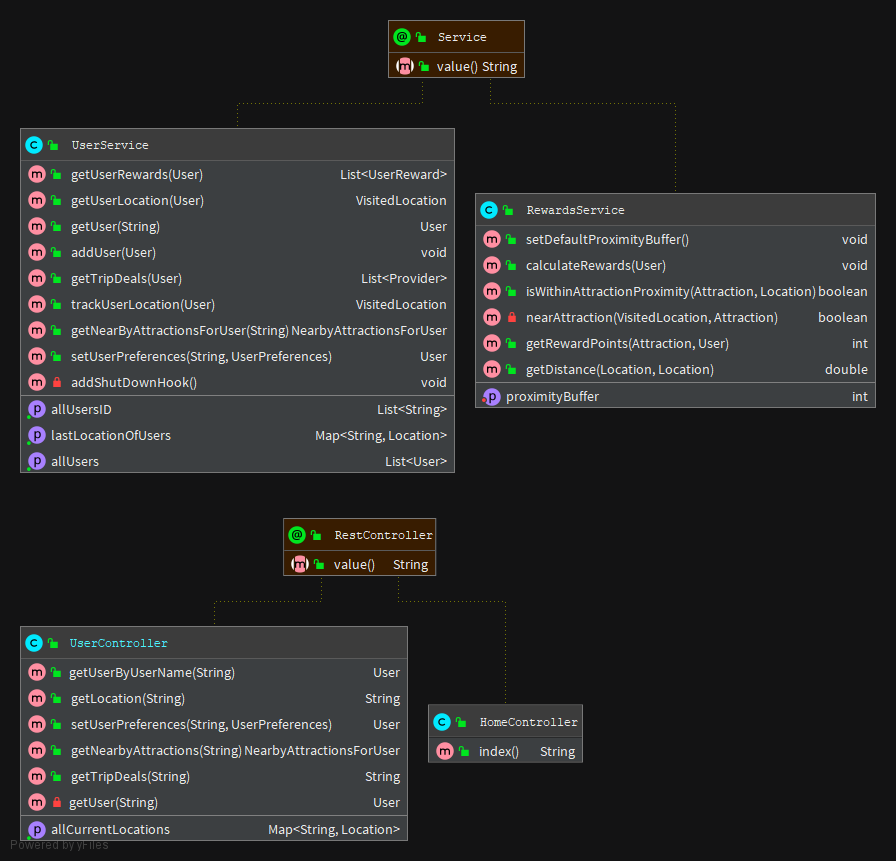 Service
value() String
UserService
getUserRewards(User) List<UserReward>
getUserLocation(User) VisitedLocation
getUser(String) User
addUser(User) void
getTripDeals(User) List<Provider>
trackUserLocation(User) VisitedLocation
getNearByAttractionsForUser(String) NearbyAttractionsForUser
setUserPreferences(String, UserPreferences) User
addShutDownHook() void
allUsersID List<String>
lastLocationOfUsers Map<String, Location>
allUsers List<User>
RewardsService
setDefaultProximityBuffer() void
calculateRewards(User) void
isWithinAttractionProximity(Attraction, Location) boolean
nearAttraction(VisitedLocation, Attraction) boolean
getRewardPoints(Attraction, User) int
getDistance(Location, Location) double
proximityBuffer int
RestController
value() String
UserController
getUserByUserName(String) User
getLocation(String) String
setUserPreferences(String, UserPreferences) User
getNearbyAttractions(String) NearbyAttractionsForUser
getTripDeals(String) String
getUser(String) User
allCurrentLocations Map<String, Location>
HomeController
index() String
Powered by yFiles